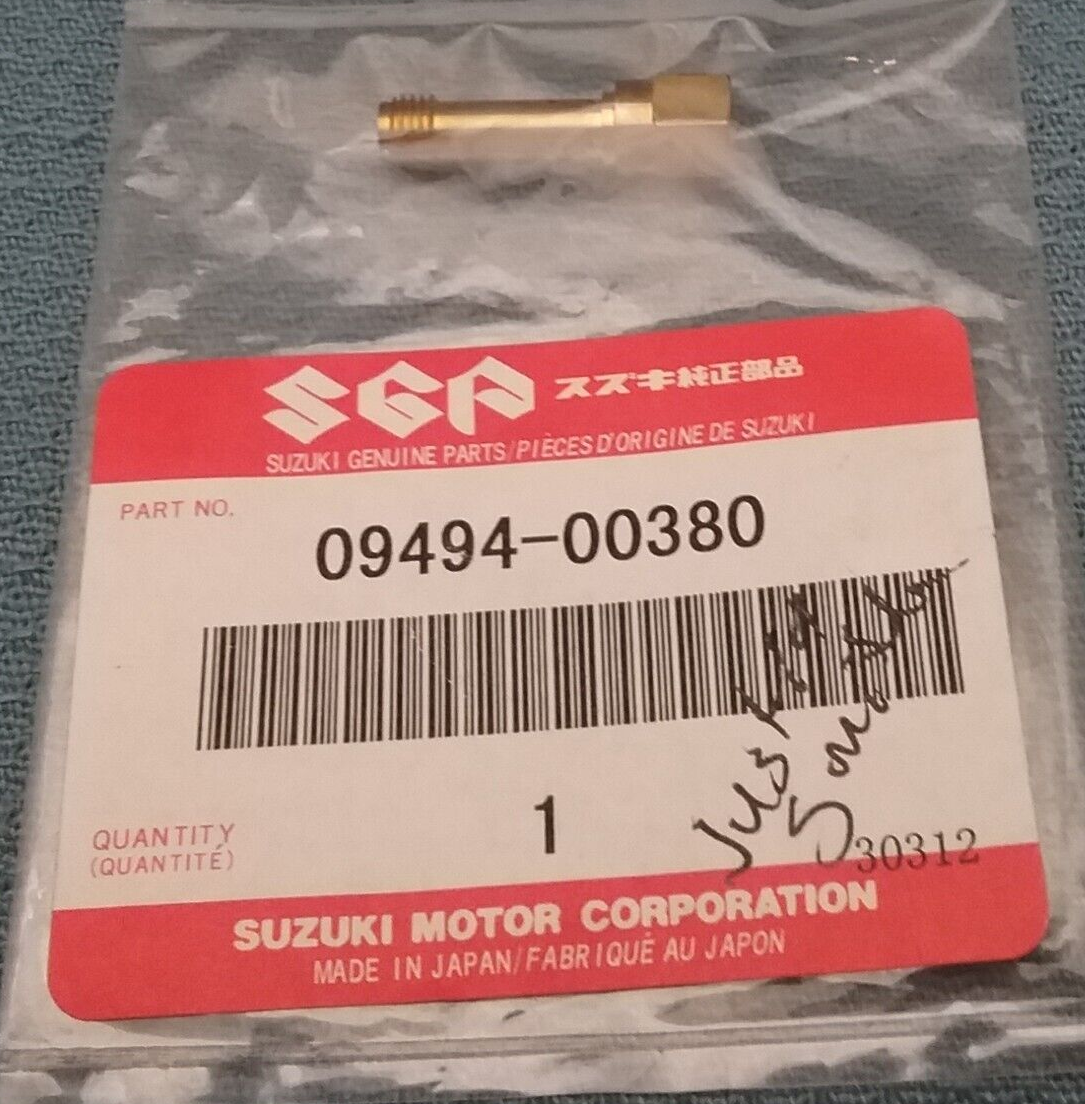 SGP スズキ純正部品
SUZUKI GENUINE PARTS/PIÈCES D'ORIGINE DE SUZUKI
PART NO.
09494-00380
QUANTITY
(QUANTITÉ)
1
30312
SUZUKI MOTOR CORPORATION
MADE IN JAPAN/FABRIQUÉ AU JAPON